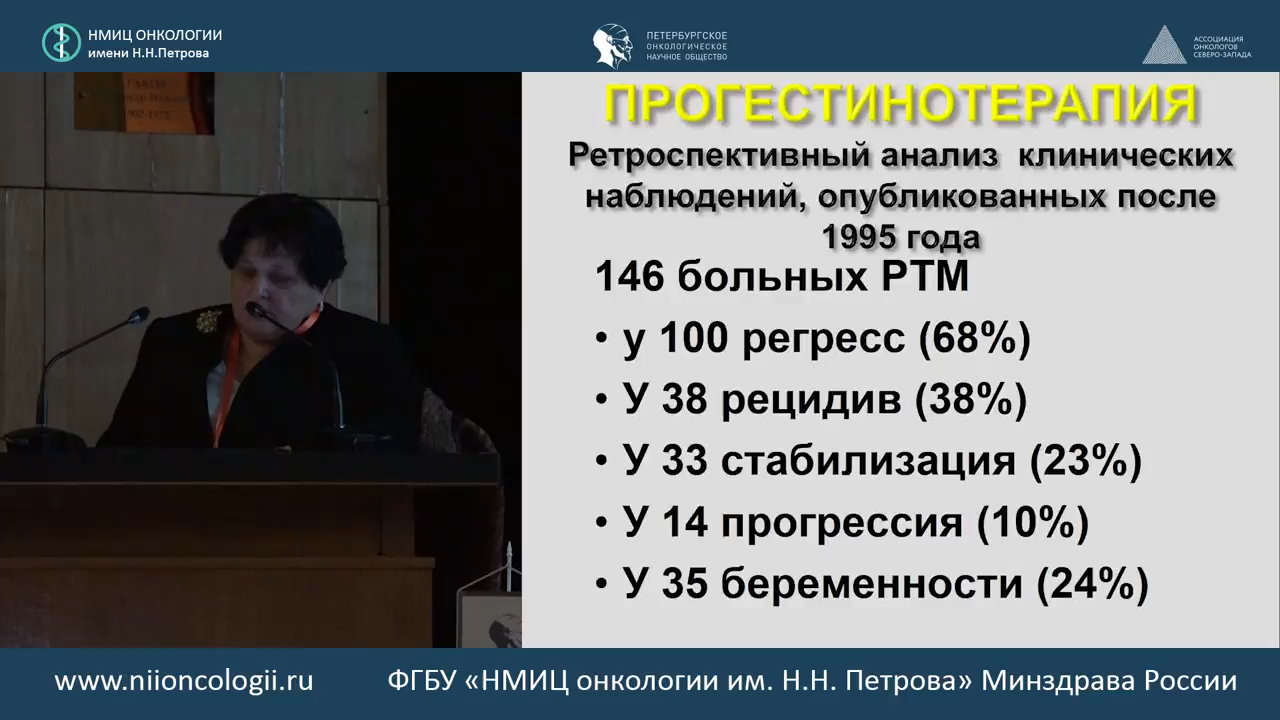 НМИЦ ОНКОЛОГИИ
имени Н.Н.Петрова
ПЕТЕРБУРГСКОЕ
ОНКОЛОГИЧЕСКОЕ
НАУЧНОЕ ОБЩЕСТВО
АССОЦИАЦИЯ
ОНКОЛОГОВ
СЕВЕРО-ЗАПАДА
ПРОГЕСТИНОТЕРАПИЯ
Ретроспективный анализ клинических
наблюдений, опубликованных после
1995 года
146 больных РТМ
• у 100 регресс (68%)
• У 38 рецидив (38%)
• У 33 стабилизация (23%)
• У 14 прогрессия (10%)
• У 35 беременности (24%)
www.niioncologii.ru
ФГБУ «НМИЦ онкологии им. Н.Н. Петрова» Минздрава России